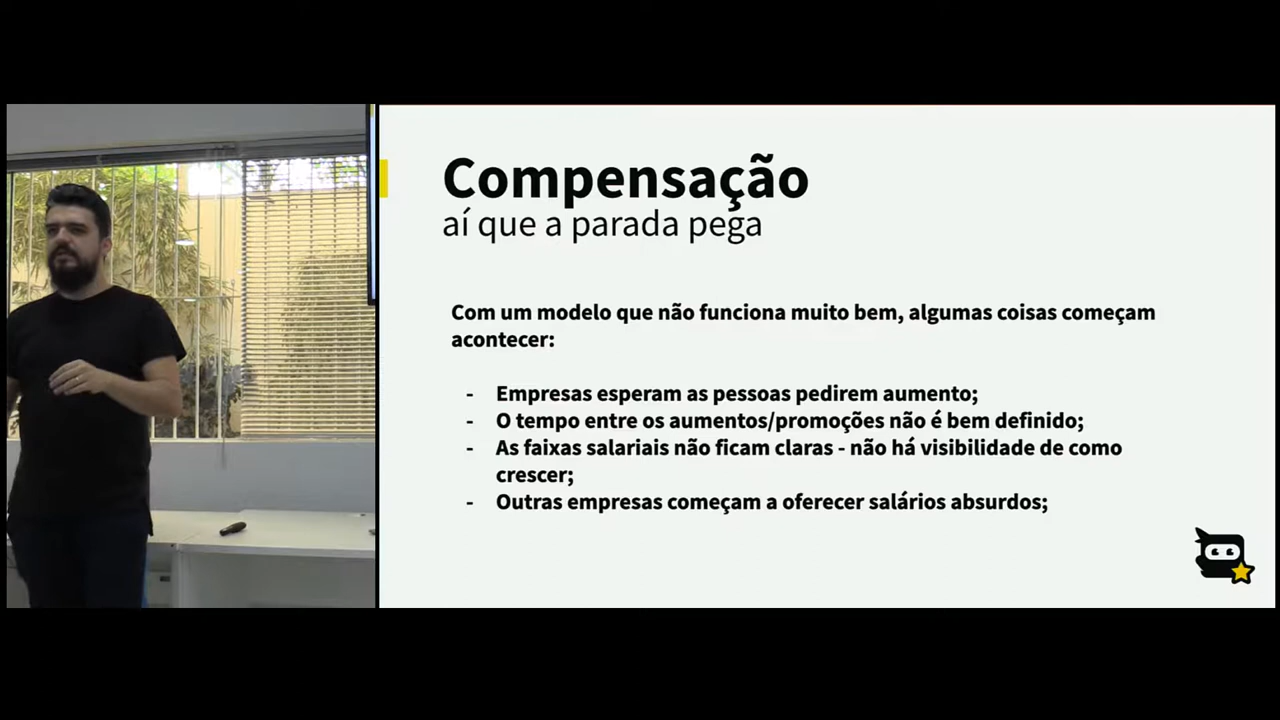 Compensação
aí que a parada pega
Com um modelo que não funciona muito bem, algumas coisas começam
acontecer:
- Empresas esperam as pessoas pedirem aumento;
- O tempo entre os aumentos/promoções não é bem definido;
- As faixas salariais não ficam claras - não há visibilidade de como
crescer;
- Outras empresas começam a oferecer salários absurdos;